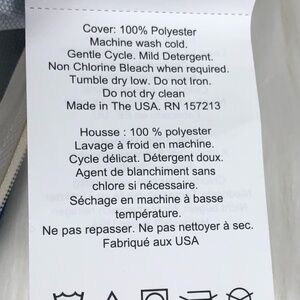 Cover: 100% Polyester
Machine wash cold.
Gentle Cycle. Mild Detergent.
Non Chlorine Bleach when required.
Tumble dry low. Do not Iron.
Do not dry clean
Made in The USA. RN 157213
Housse : 100 % polyester
Lavage à froid en machine.
Cycle délicat. Détergent doux.
Agent de blanchiment sans
chlore si nécessaire.
Séchage en machine à basse
température.
Ne pas repasser. Ne pas nettoyer à sec.
Fabriqué aux USA